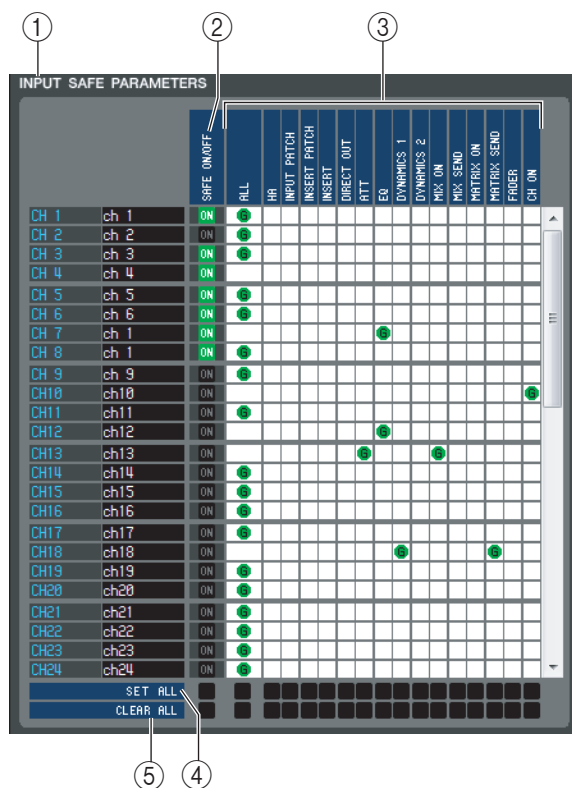 ① ② ③
INPUT SAFE PARAMETERS
SAFE ON/OFF
ALL
HA
INPUT PATCH
INSERT PATCH
INSERT
DIRECT OUT
ATT
EQ
DYNAMICS 1
DYNAMICS 2
MIX ON
MIX SEND
MATRIX ON
MATRIX SEND
FADER
CH ON
CH 1 ch 1 ON G
CH 2 ch 2 ON G
CH 3 ch 3 ON G
CH 4 ch 4 ON
CH 5 ch 5 ON G
CH 6 ch 6 ON G
CH 7 ch 1 ON G
CH 8 ch 1 ON G
CH 9 ch 9 ON G
CH10 ch10 ON G
CH11 ch11 ON G
CH12 ch12 ON G
CH13 ch13 ON G G
CH14 ch14 ON G
CH15 ch15 ON G
CH16 ch16 ON G
CH17 ch17 ON G
CH18 ch18 ON G G
CH19 ch19 ON G
CH20 ch20 ON G
CH21 ch21 ON G
CH22 ch22 ON G
CH23 ch23 ON G
CH24 ch24 ON G
SET ALL
CLEAR ALL
⑤ ④